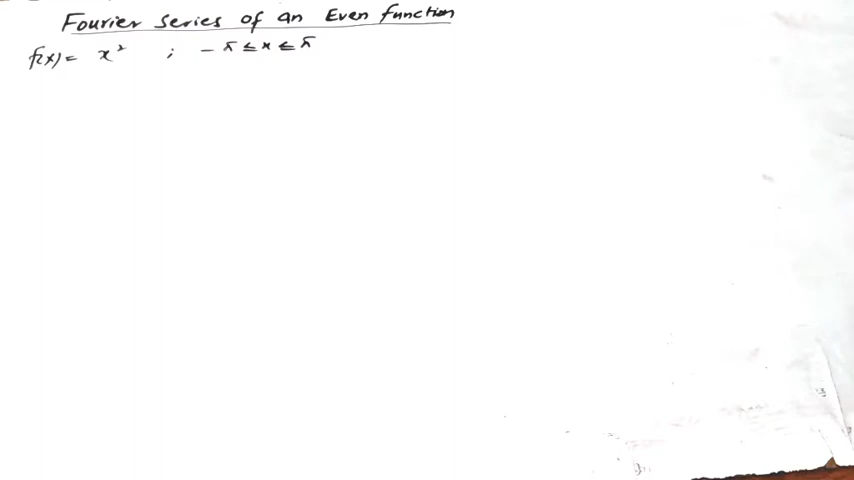 Fourier Series of an Even function
f(x) = x² ; - π ≤ x ≤ π